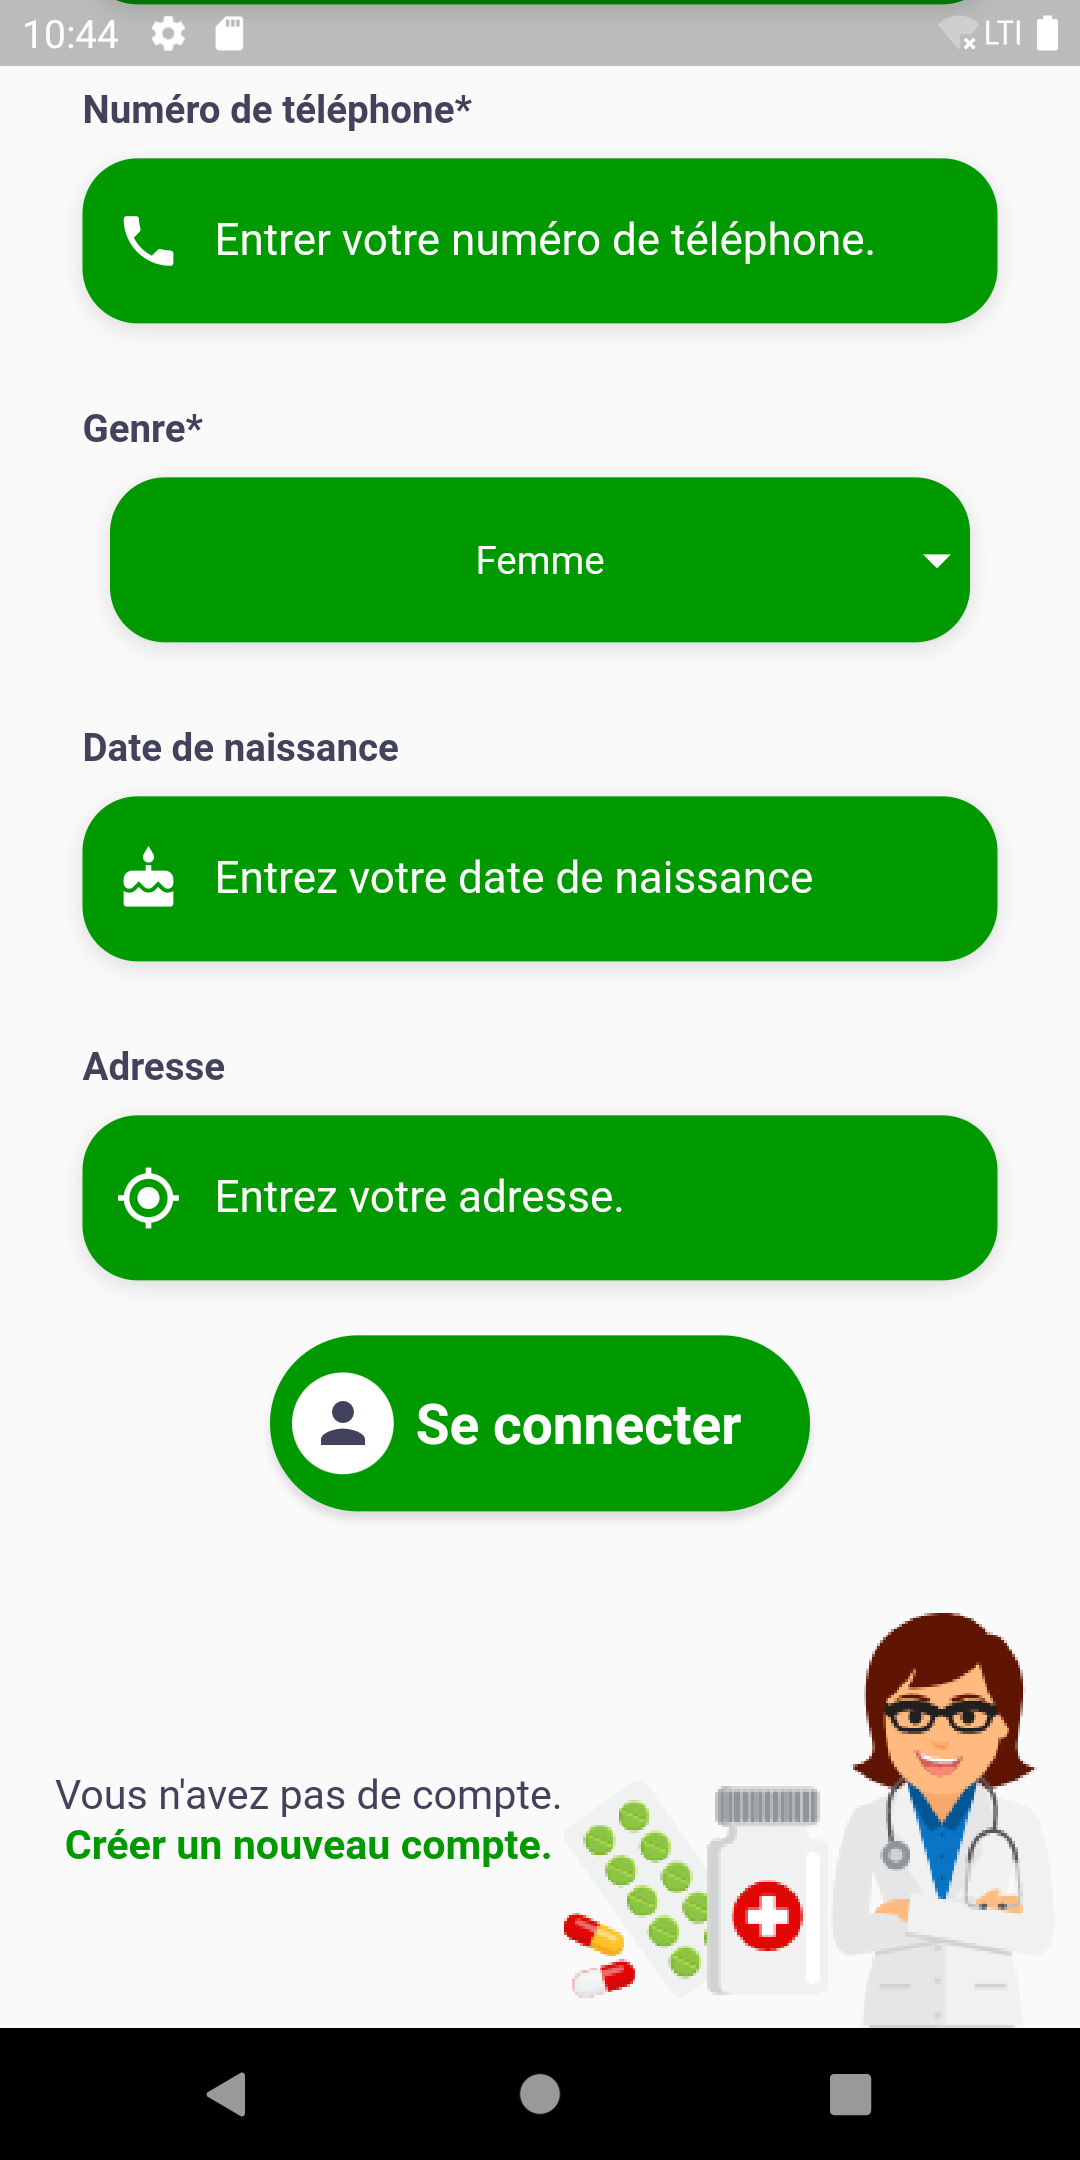 10:44 LTI
Numéro de téléphone*
Entrer votre numéro de téléphone.
Genre*
Femme
Date de naissance
Entrez votre date de naissance
Adresse
Entrez votre adresse.
Se connecter
Vous n'avez pas de compte.
Créer un nouveau compte.